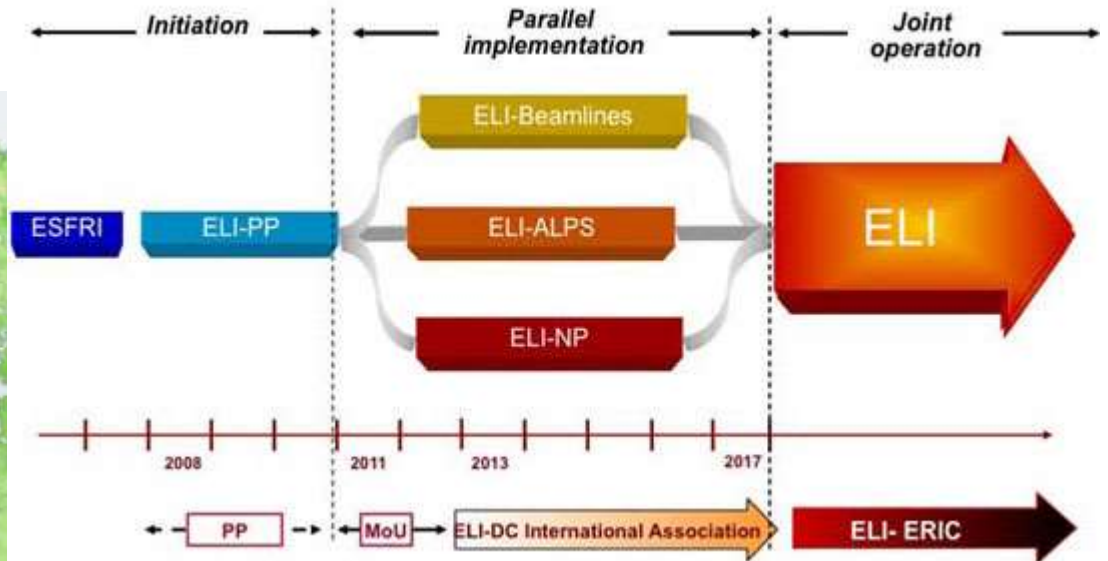 Initiation
Parallel
implementation
Joint
operation
ELI-Beamlines
ESFRI
ELI-PP
ELI-ALPS
ELI
ELI-NP
2008
2011
2013
2017
PP
MoU
ELI-DC International Association
ELI- ERIC